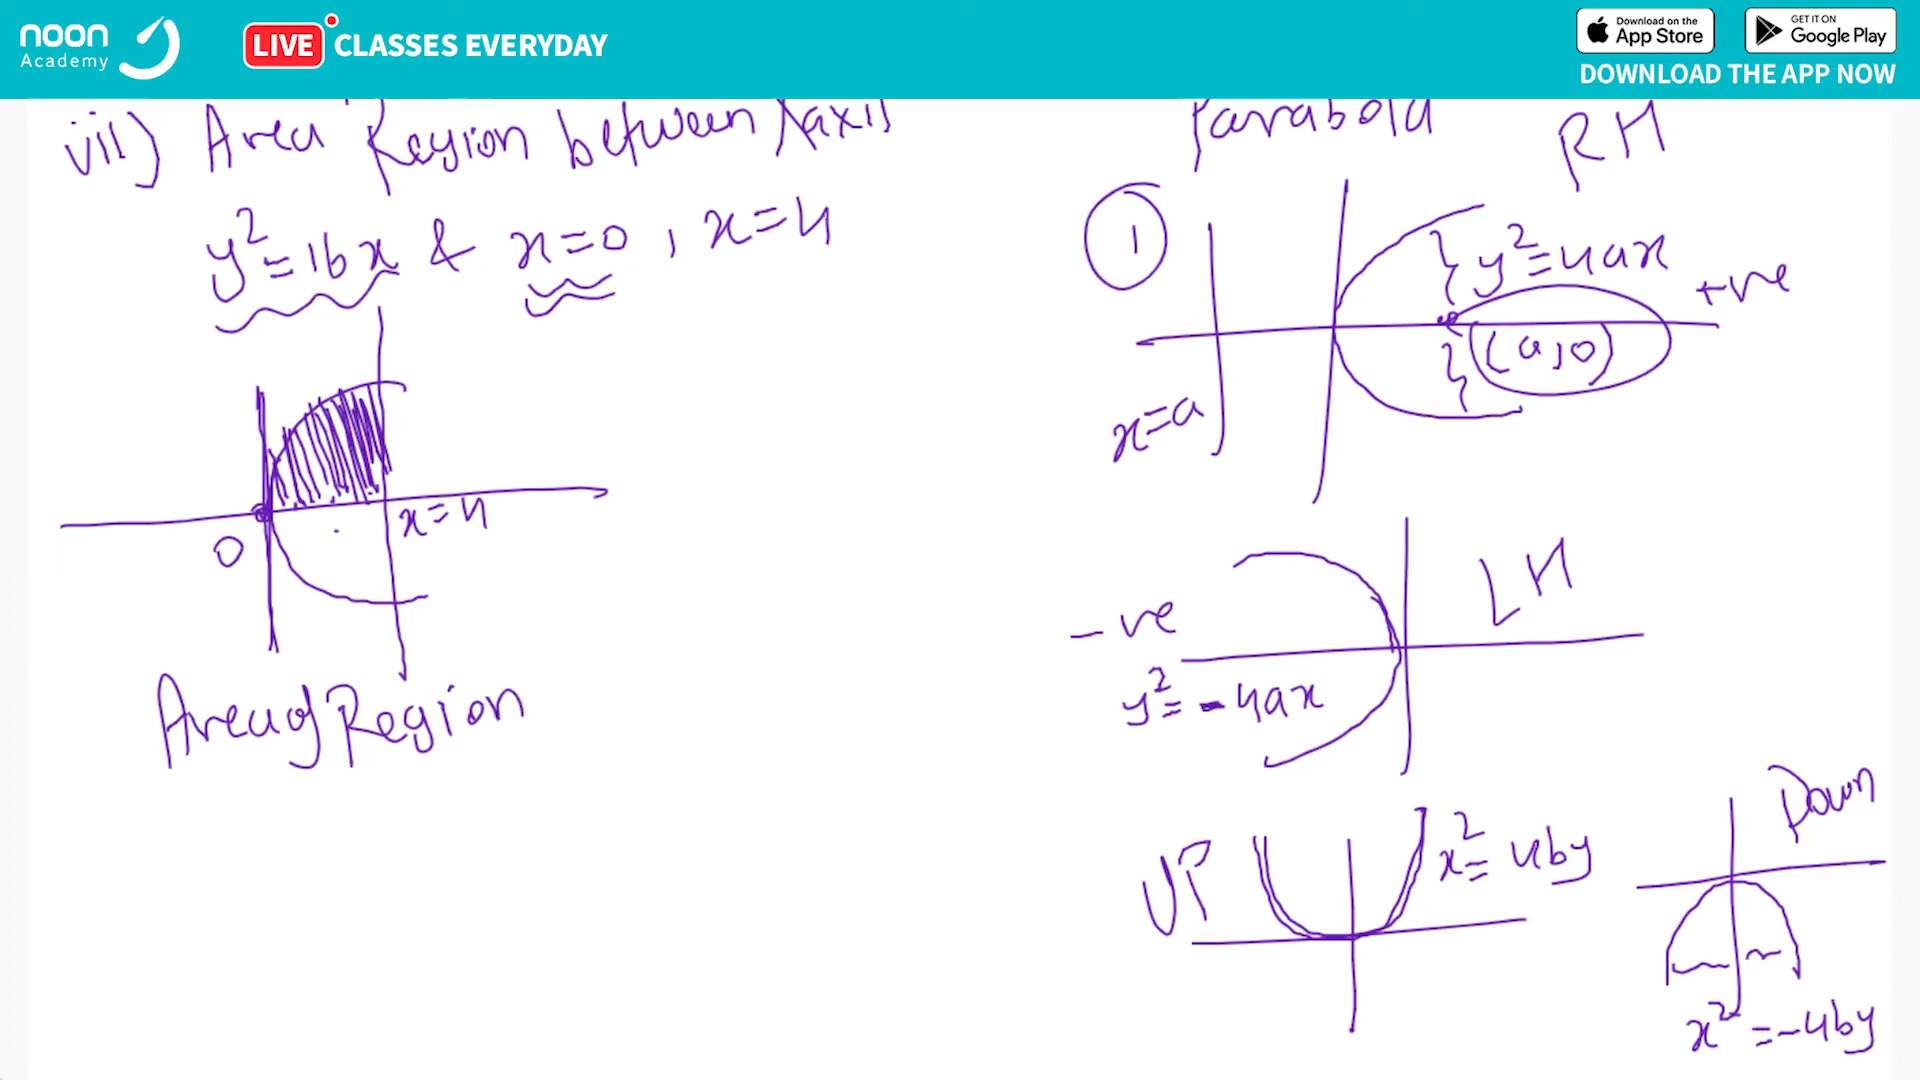 noon
Academy
LIVE CLASSES EVERYDAY
Download on the
App Store
GET IT ON
Google Play
DOWNLOAD THE APP NOW
vii) Area Region between Xaxis
y²=16x & x=0, x=4
0
x=4
Area of Region
Parabola
RH
1
y²=4ax
+ve
(a,0)
x=a
LH
-ve
y²=-4ax
UP
x²=4by
Down
x²=-4by